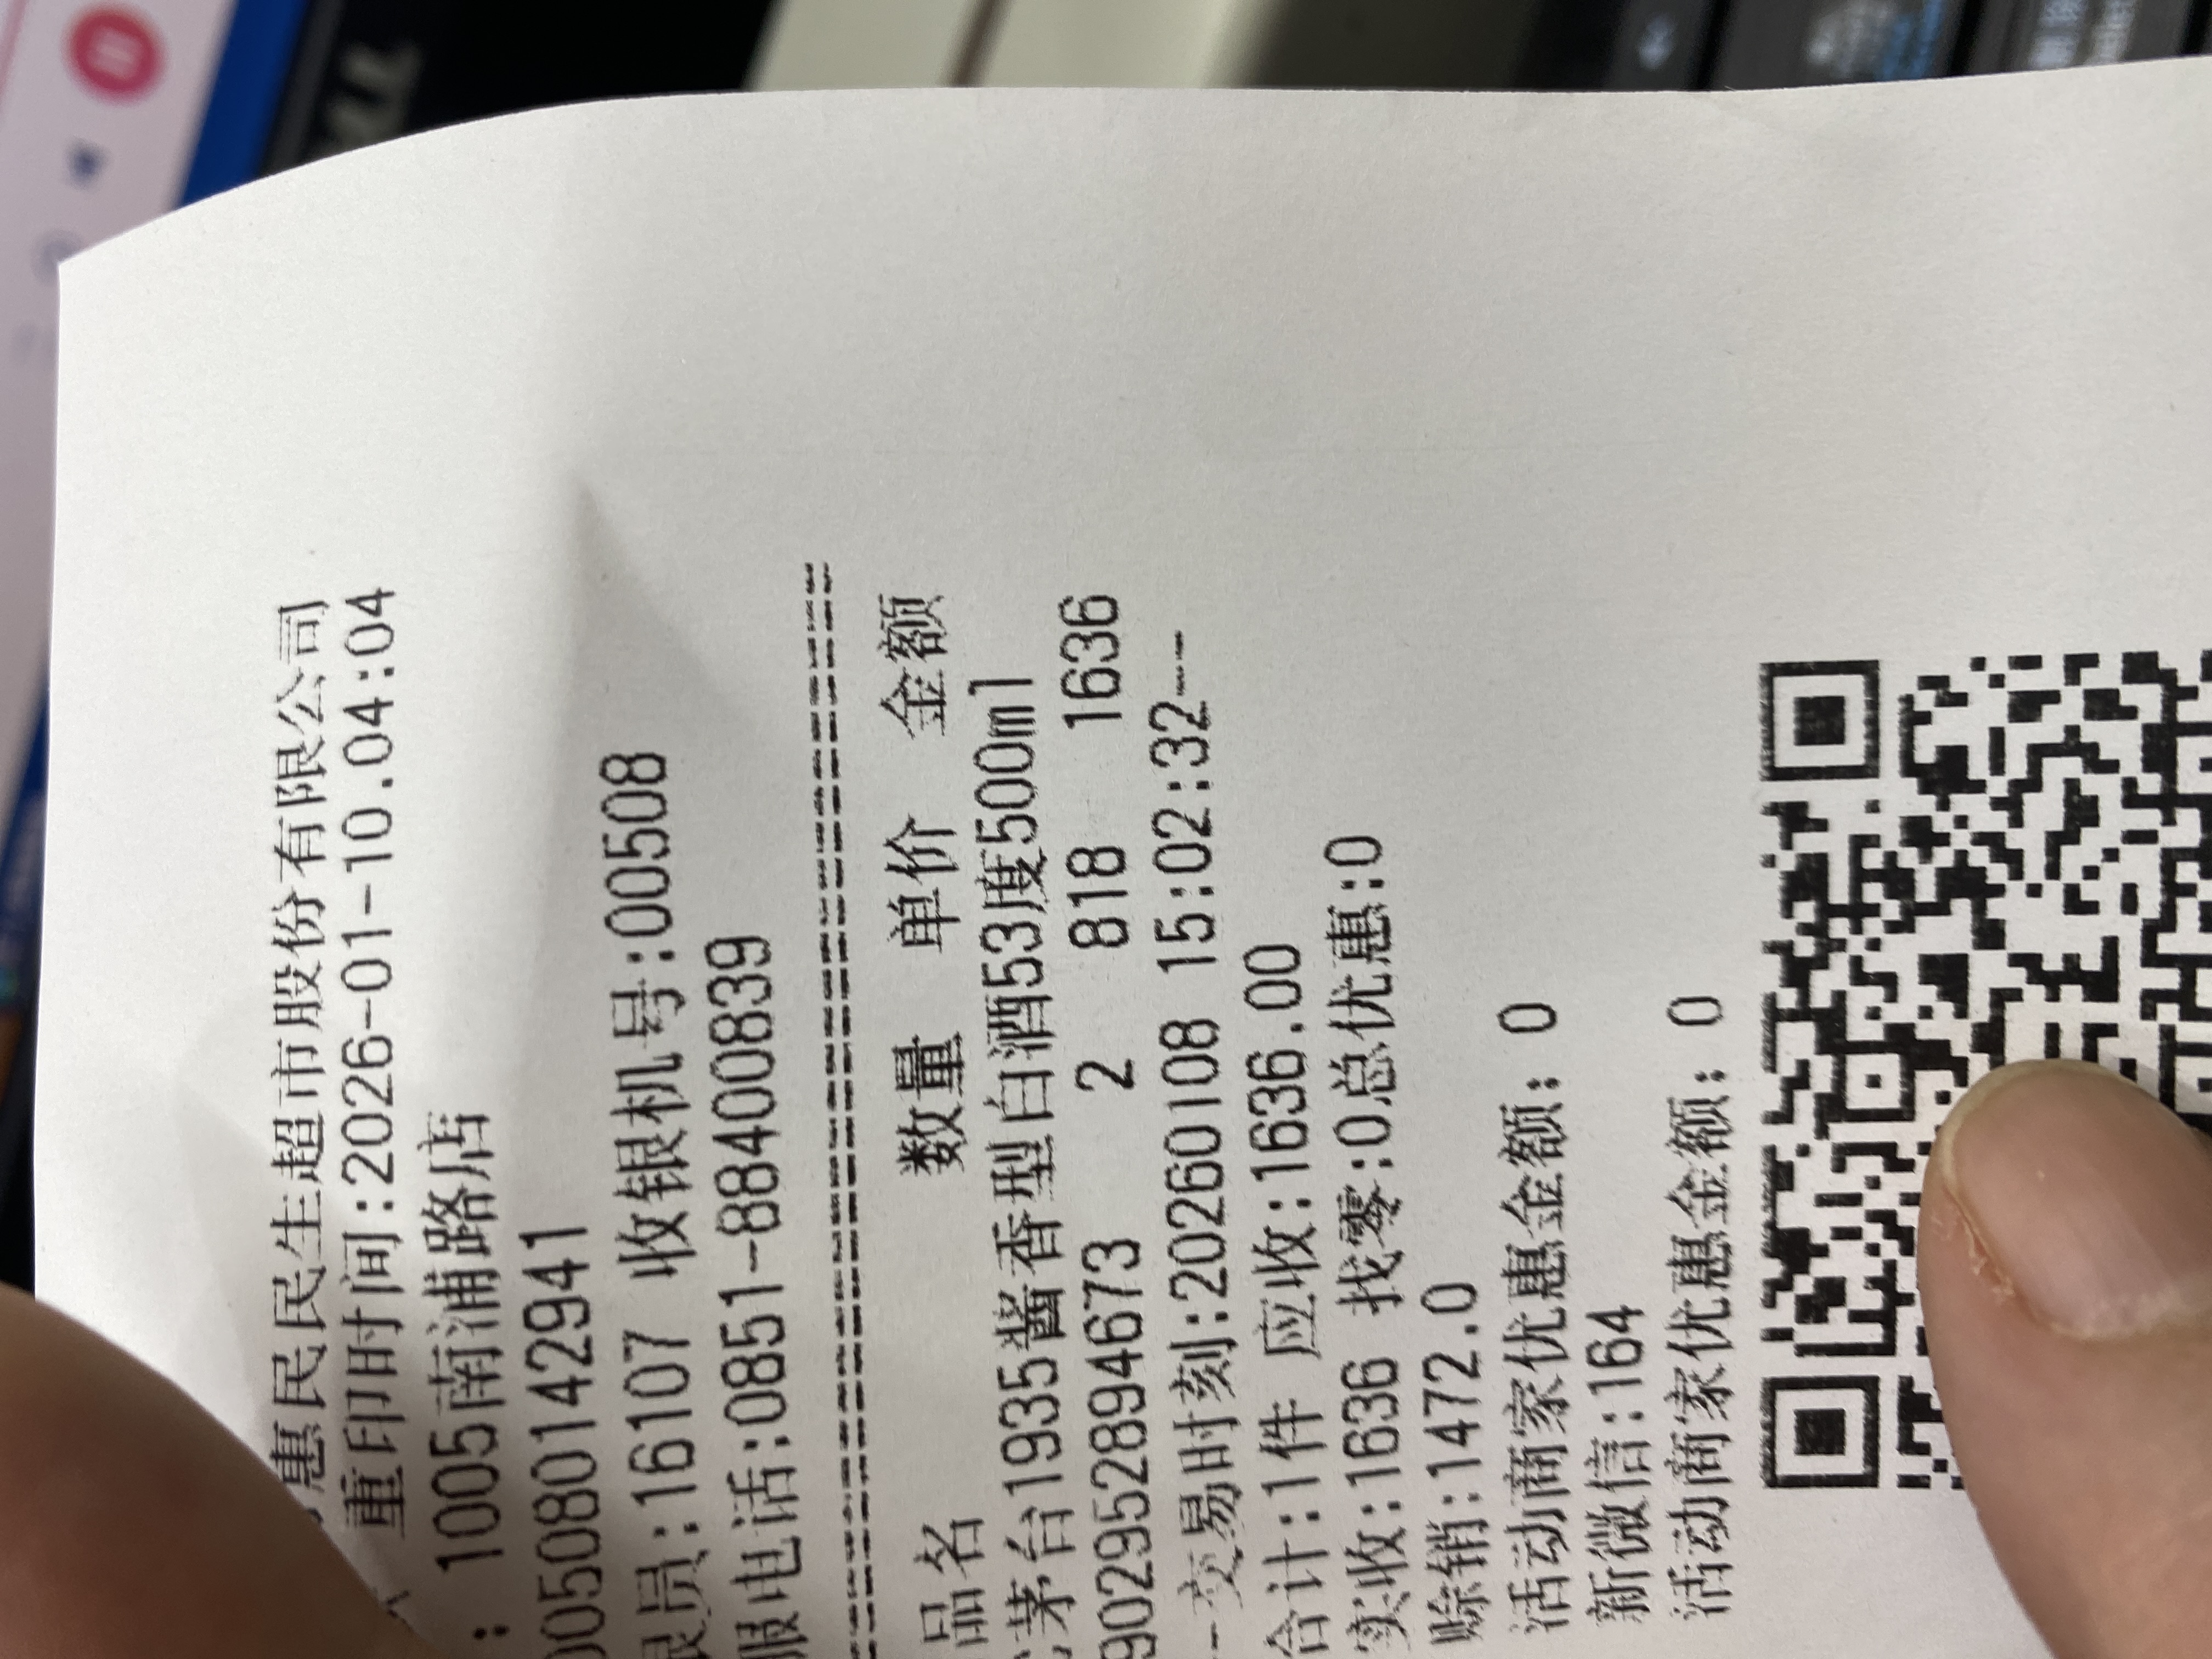 惠民民生超市股份有限公司
重印时间:2026-01-10.04:04
: 1005南浦路店
005080142941
银员:16107 收银机号:00508
服电话:0851-88400839
品名 数量 单价 金额
茅台1935酱香型白酒53度500ml
902952894673 2 818 1636
--交易时刻:20260108 15:02:32--
合计:1件 应收:1636.00
实收:1636 找零:0总优惠:0
赊销:1472.0
活动商家优惠金额: 0
新微信:164
活动商家优惠金额: 0